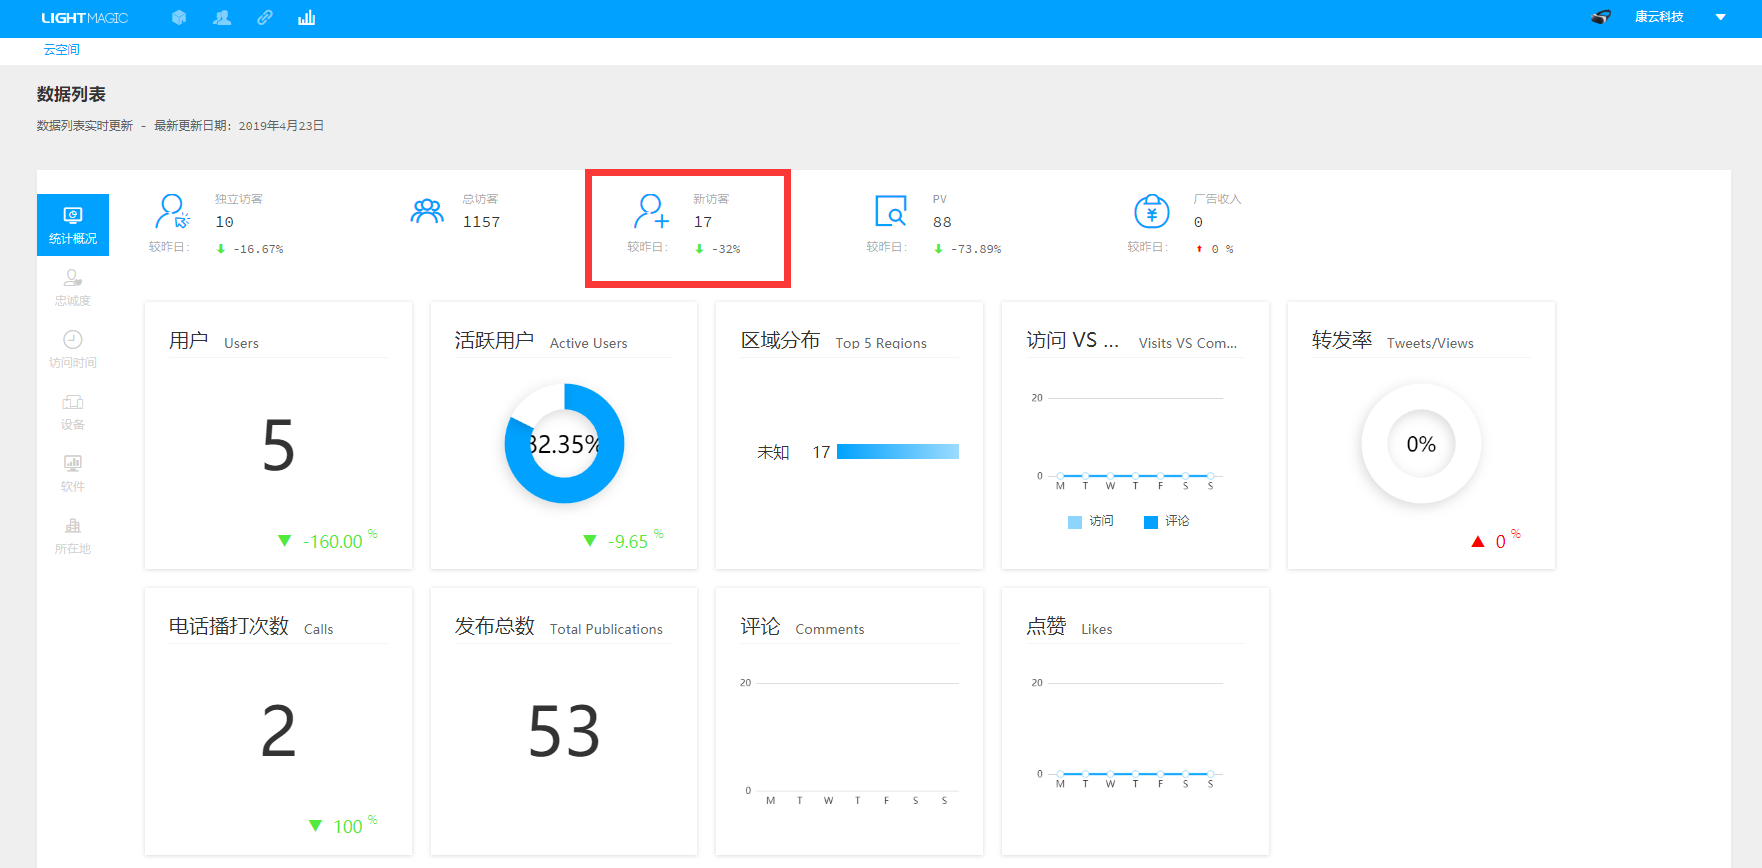 LIGHTMAGIC
康云科技
云空间
数据列表
数据列表实时更新 - 最新更新日期: 2019年4月23日
统计概况
忠诚度
访问时间
设备
软件
所在地
独立访客
10
较昨日:
-16.67%
总访客
1157
新访客
17
较昨日:
-32%
PV
88
较昨日:
-73.89%
广告收入
0
较昨日:
0 %
用户 Users
5
-160.00 %
活跃用户 Active Users
82.35%
-9.65 %
区域分布 Top 5 Regions
未知 17
访问 VS ... Visits VS Com...
20
0
M T W T F S S
访问 评论
转发率 Tweets/Views
0%
0 %
电话播打次数 Calls
2
100 %
发布总数 Total Publications
53
评论 Comments
20
0
M T W T F S S
点赞 Likes
20
0
M T W T F S S